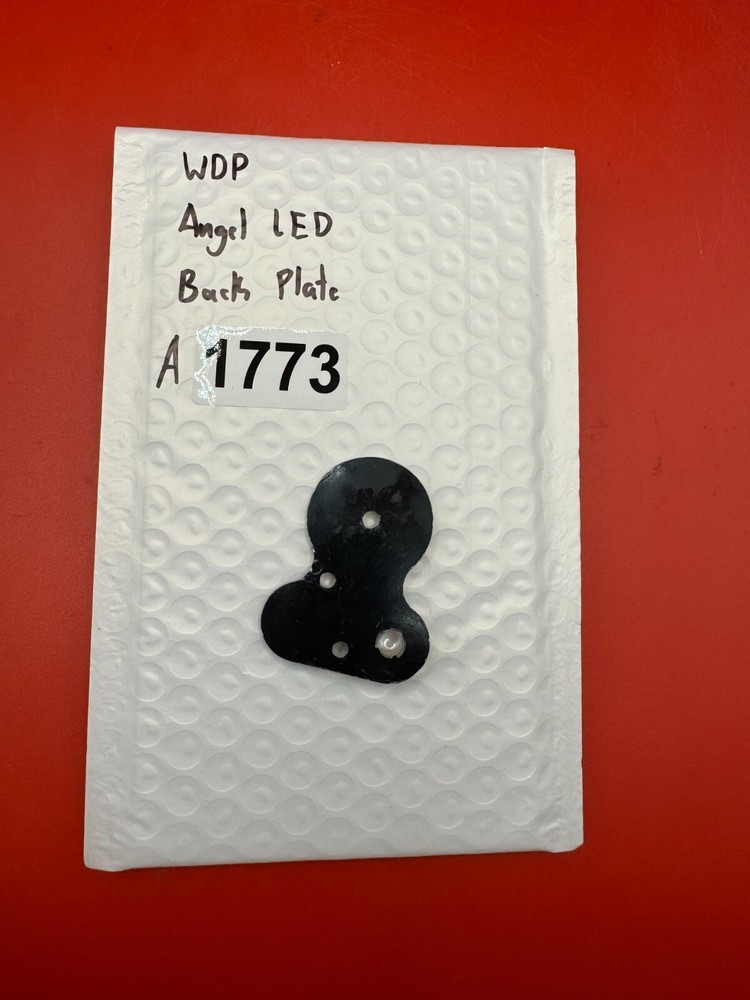 WDP
Angel LED
Back Plate
A 1773